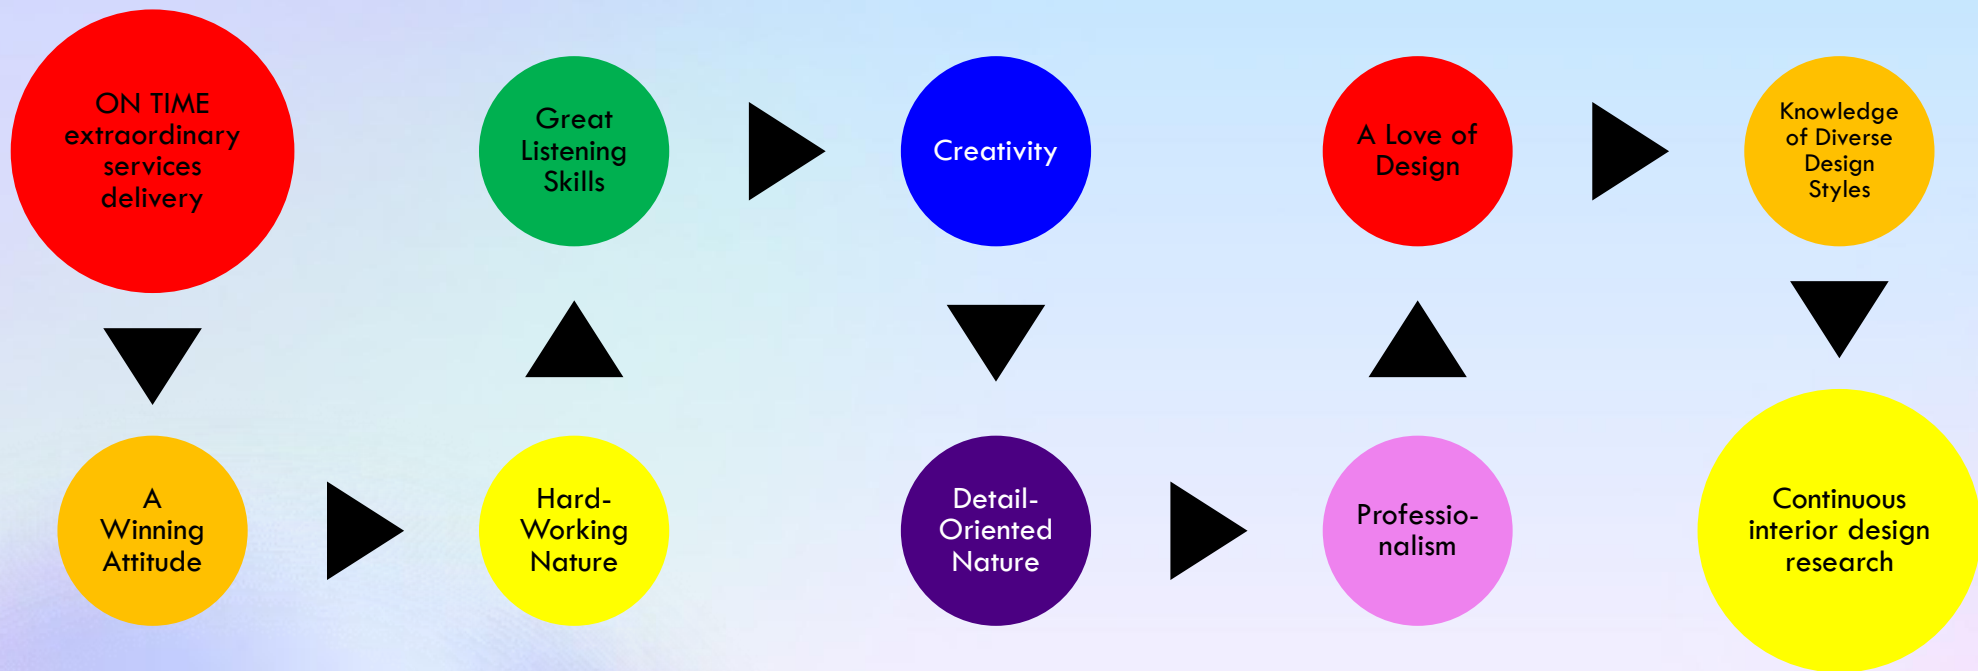 ON TIME
extraordinary
services
delivery
A
Winning
Attitude
Hard-
Working
Nature
Great
Listening
Skills
Creativity
Detail-
Oriented
Nature
Professio-
nalism
A Love of
Design
Knowledge
of Diverse
Design
Styles
Continuous
interior design
research